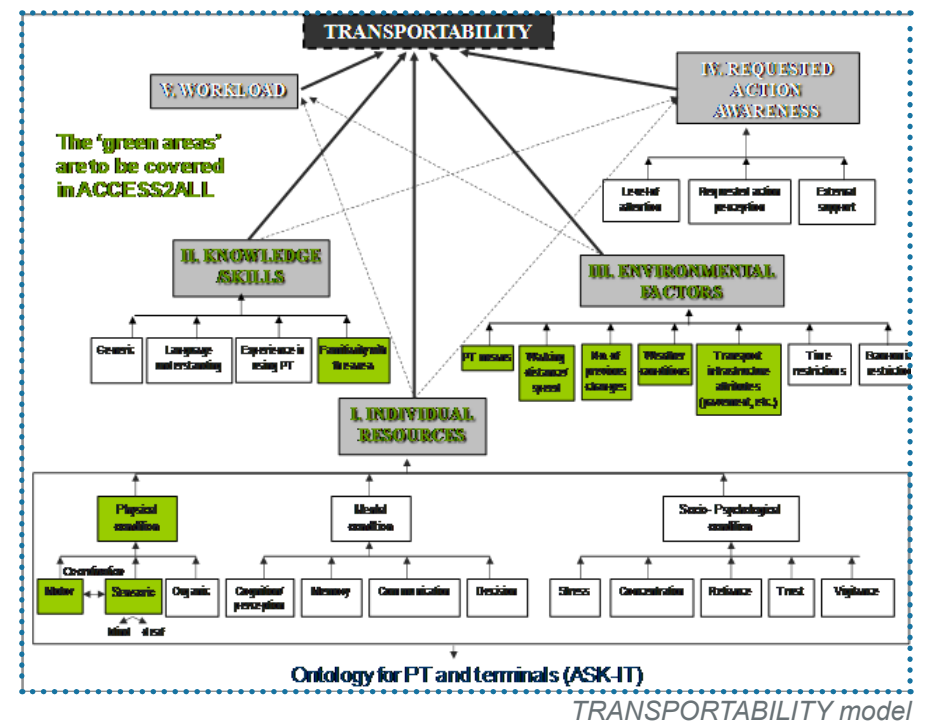 TRANSPORTABILITY
V. WORKLOAD
IV. REQUESTED
ACTION
AWARENESS
The 'green areas'
are to be covered
in ACCESS2ALL
Level of
attention
Requested action
perception
External
support
II. KNOWLEDGE
/SKILLS
III. ENVIRONMENTAL
FACTORS
Generic
Language
understanding
Experience in
using PT
Familiarity with
the area
PT means
Walking
distance/
speed
No. of
previous
changes
Weather
conditions
Transport
infrastructure
attributes
(pavement, etc.)
Time
restrictions
I. INDIVIDUAL
RESOURCES
Physical
condition
Mental
condition
Socio- Psychological
condition
Coordination
Motor
Sensoric
Organic
Cognition/
perception
Memory
Communication
Decision
Stress
Concentration
Reliance
Trust
Vigilance
blind deaf
Ontology for PT and terminals (ASK-IT)
TRANSPORTABILITY model